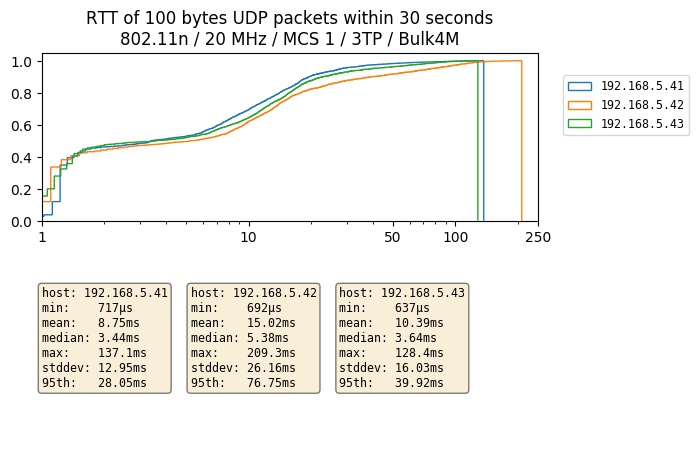 RTT of 100 bytes UDP packets within 30 seconds
802.11n / 20 MHz / MCS 1 / 3TP / Bulk4M
1.0
0.8
0.6
0.4
0.2
0.0
1 10 50 100 250
192.168.5.41
192.168.5.42
192.168.5.43
host: 192.168.5.41
min: 717µs
mean: 8.75ms
median: 3.44ms
max: 137.1ms
stddev: 12.95ms
95th: 28.05ms
host: 192.168.5.42
min: 692µs
mean: 15.02ms
median: 5.38ms
max: 209.3ms
stddev: 26.16ms
95th: 76.75ms
host: 192.168.5.43
min: 637µs
mean: 10.39ms
median: 3.64ms
max: 128.4ms
stddev: 16.03ms
95th: 39.92ms